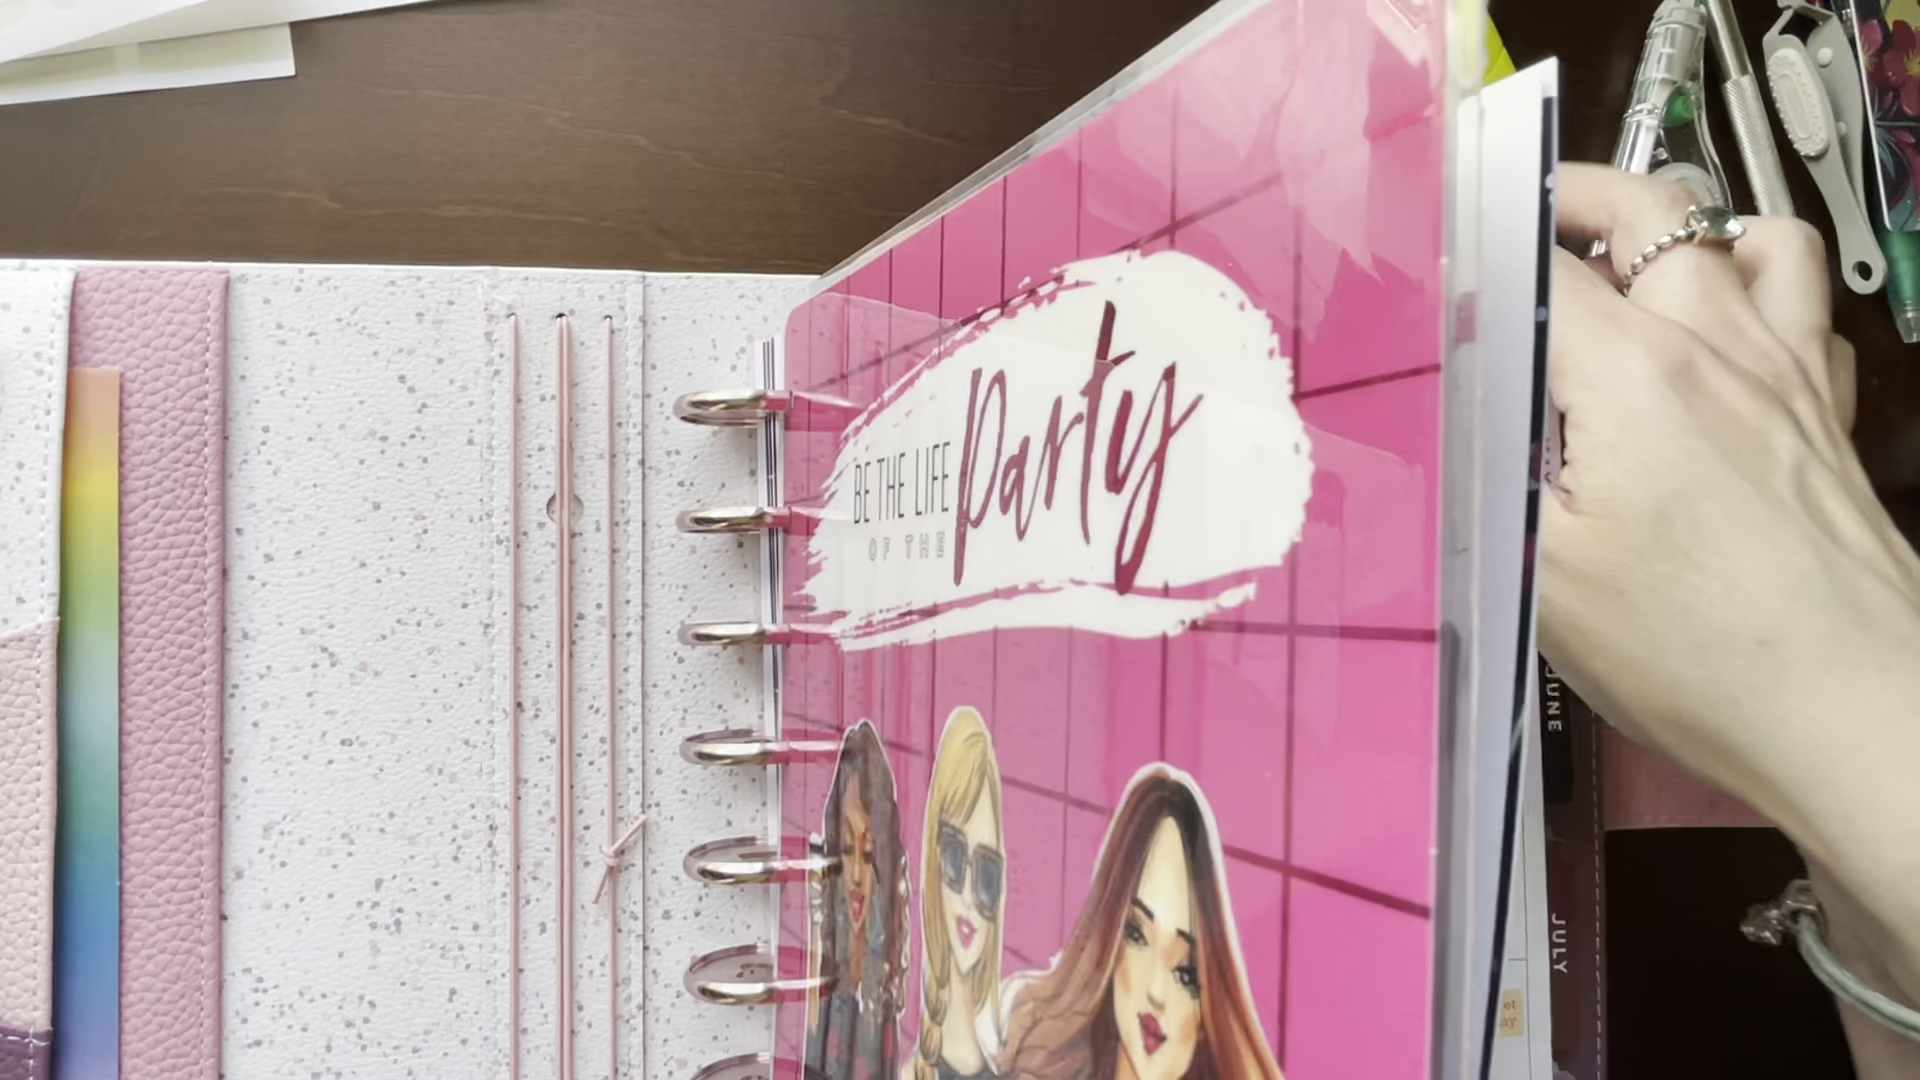 BE THE LIFE
OF THE
Party
JUNE
JULY